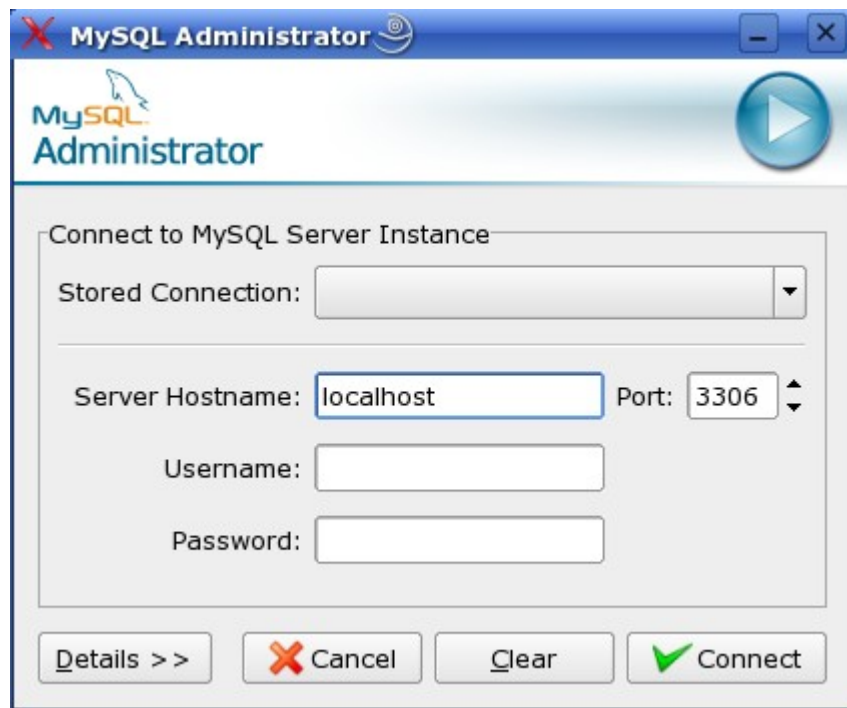 MySQL Administrator
MySQL
Administrator
Connect to MySQL Server Instance
Stored Connection:
Server Hostname: localhost Port: 3306
Username:
Password:
Details >> Cancel Clear Connect